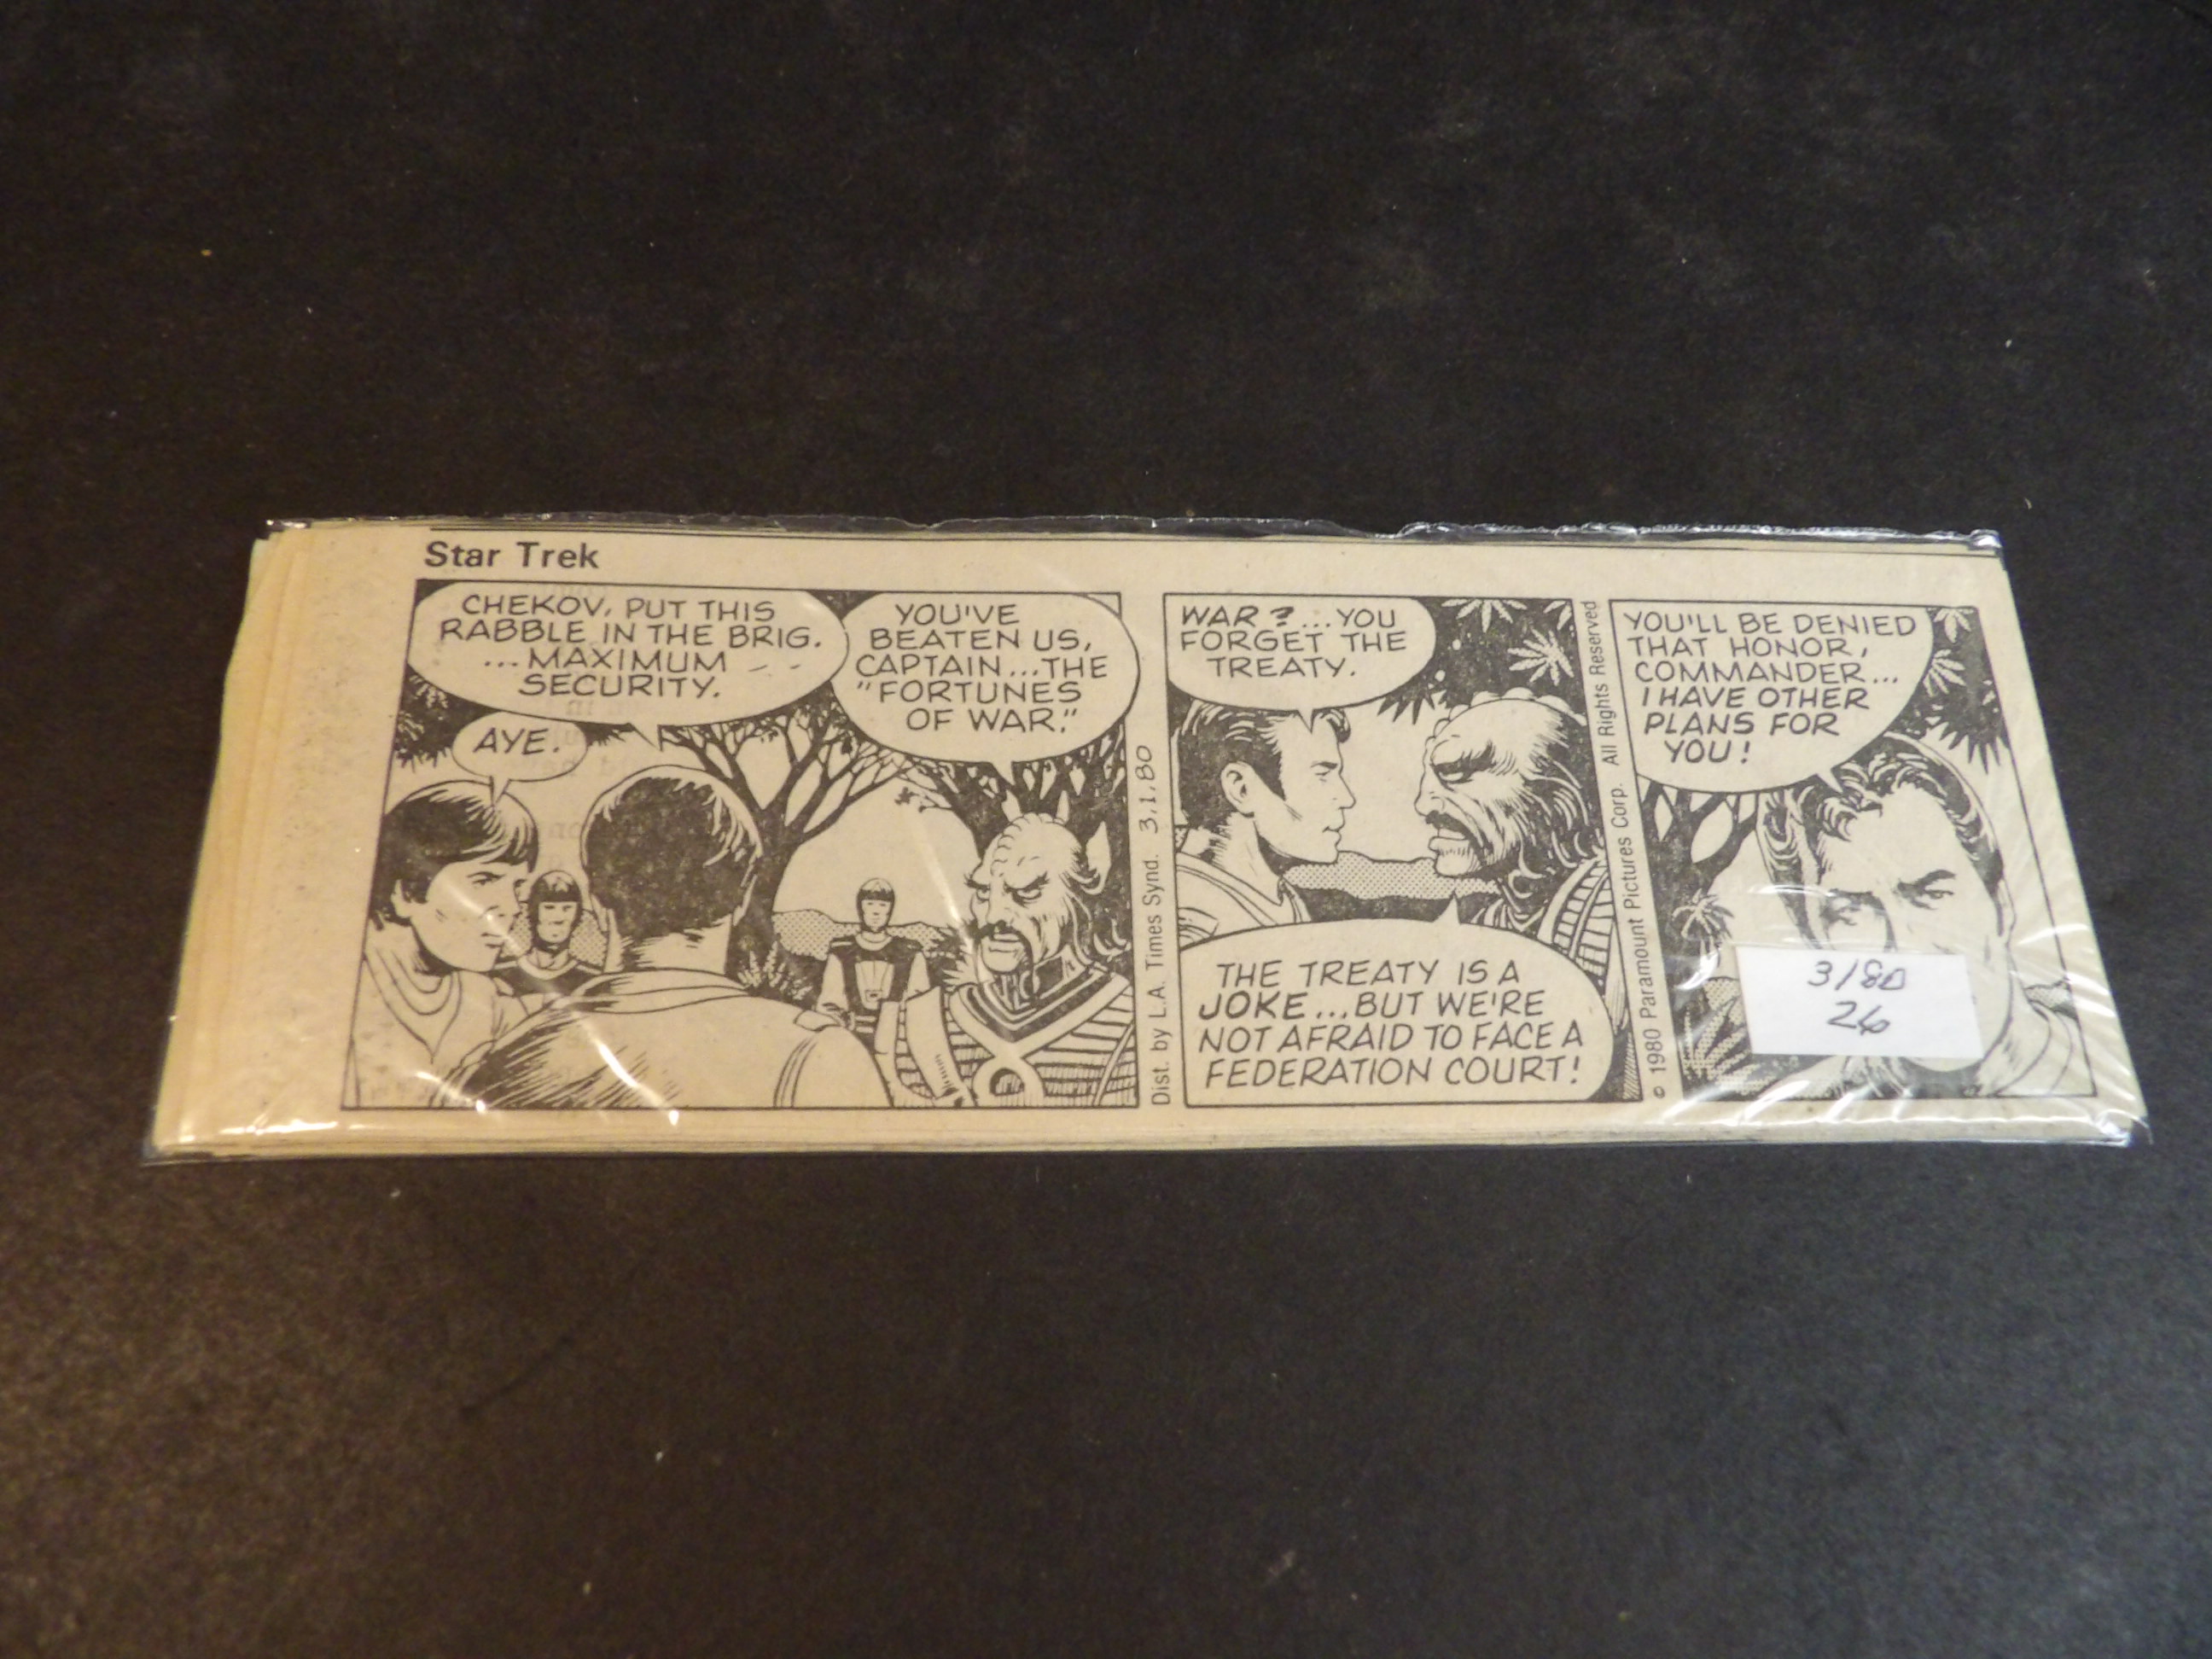 Star Trek
CHEKOV, PUT THIS
RABBLE IN THE BRIG.
...MAXIMUM
SECURITY.
AYE.
YOU'VE
BEATEN US,
CAPTAIN...THE
"FORTUNES
OF WAR."
Dist. by L.A. Times Synd. 3,1,80
WAR?...YOU
FORGET THE
TREATY.
THE TREATY IS A
JOKE...BUT WE'RE
NOT AFRAID TO FACE A
FEDERATION COURT!
© 1980 Paramount Pictures Corp. All Rights Reserved
YOU'LL BE DENIED
THAT HONOR,
COMMANDER...
I HAVE OTHER
PLANS FOR
YOU!
3/80
26